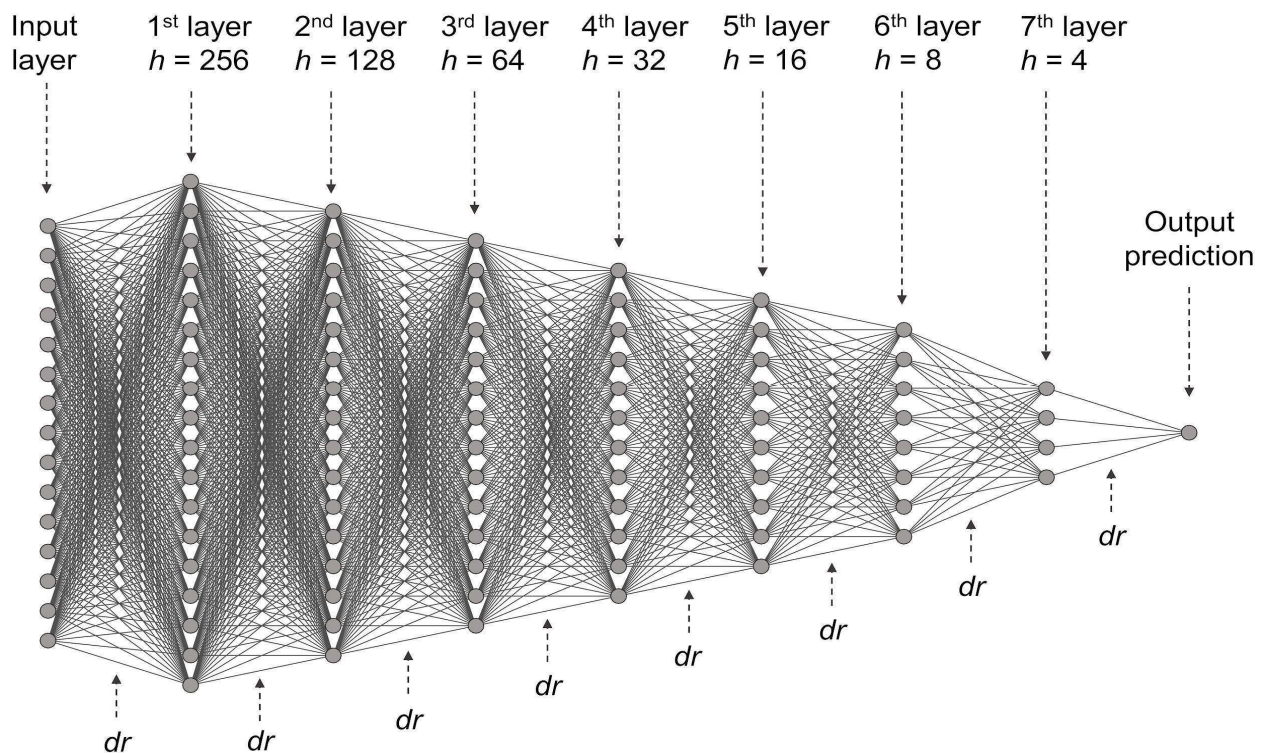 Input
layer
1st layer
h = 256
2nd layer
h = 128
3rd layer
h = 64
4th layer
h = 32
5th layer
h = 16
6th layer
h = 8
7th layer
h = 4
Output
prediction
dr
dr
dr
dr
dr
dr
dr
dr